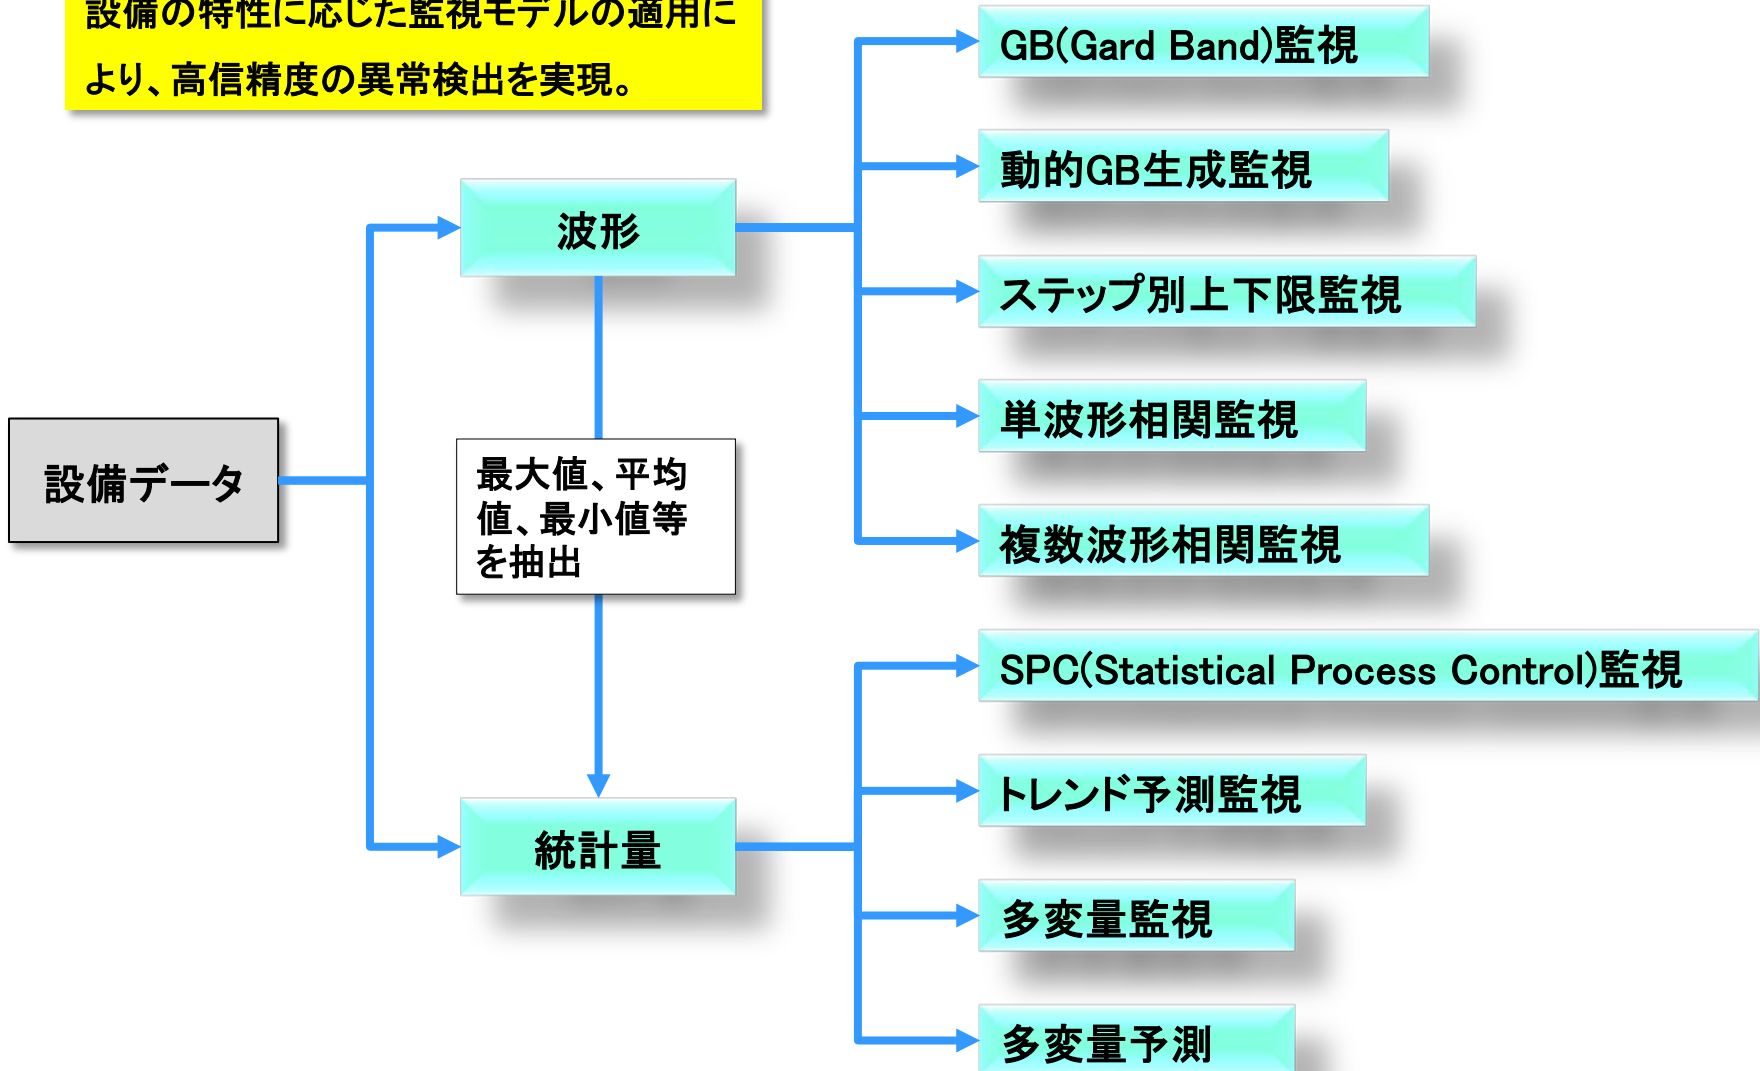 設備の特性に応じた監視モデルの適用に
より、高信精度の異常検出を実現。
GB(Gard Band)監視
動的GB生成監視
波形
ステップ別上下限監視
単波形相関監視
設備データ
最大値、平均
値、最小値等
を抽出
複数波形相関監視
SPC(Statistical Process Control)監視
トレンド予測監視
統計量
多変量監視
多変量予測